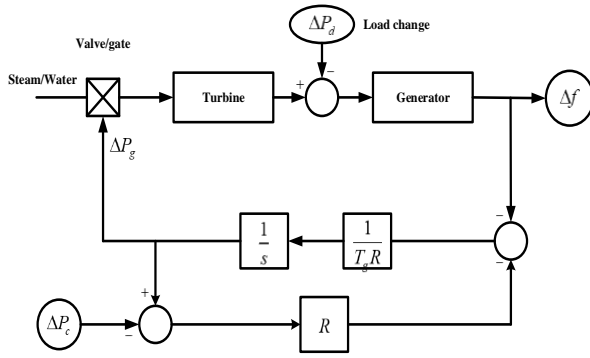 ΔP_d
Load change
Valve/gate
Steam/Water
+
−
Turbine
Generator
Δf
ΔP_g
−
1/s
1/(T_g R)
−
+
ΔP_c
−
R